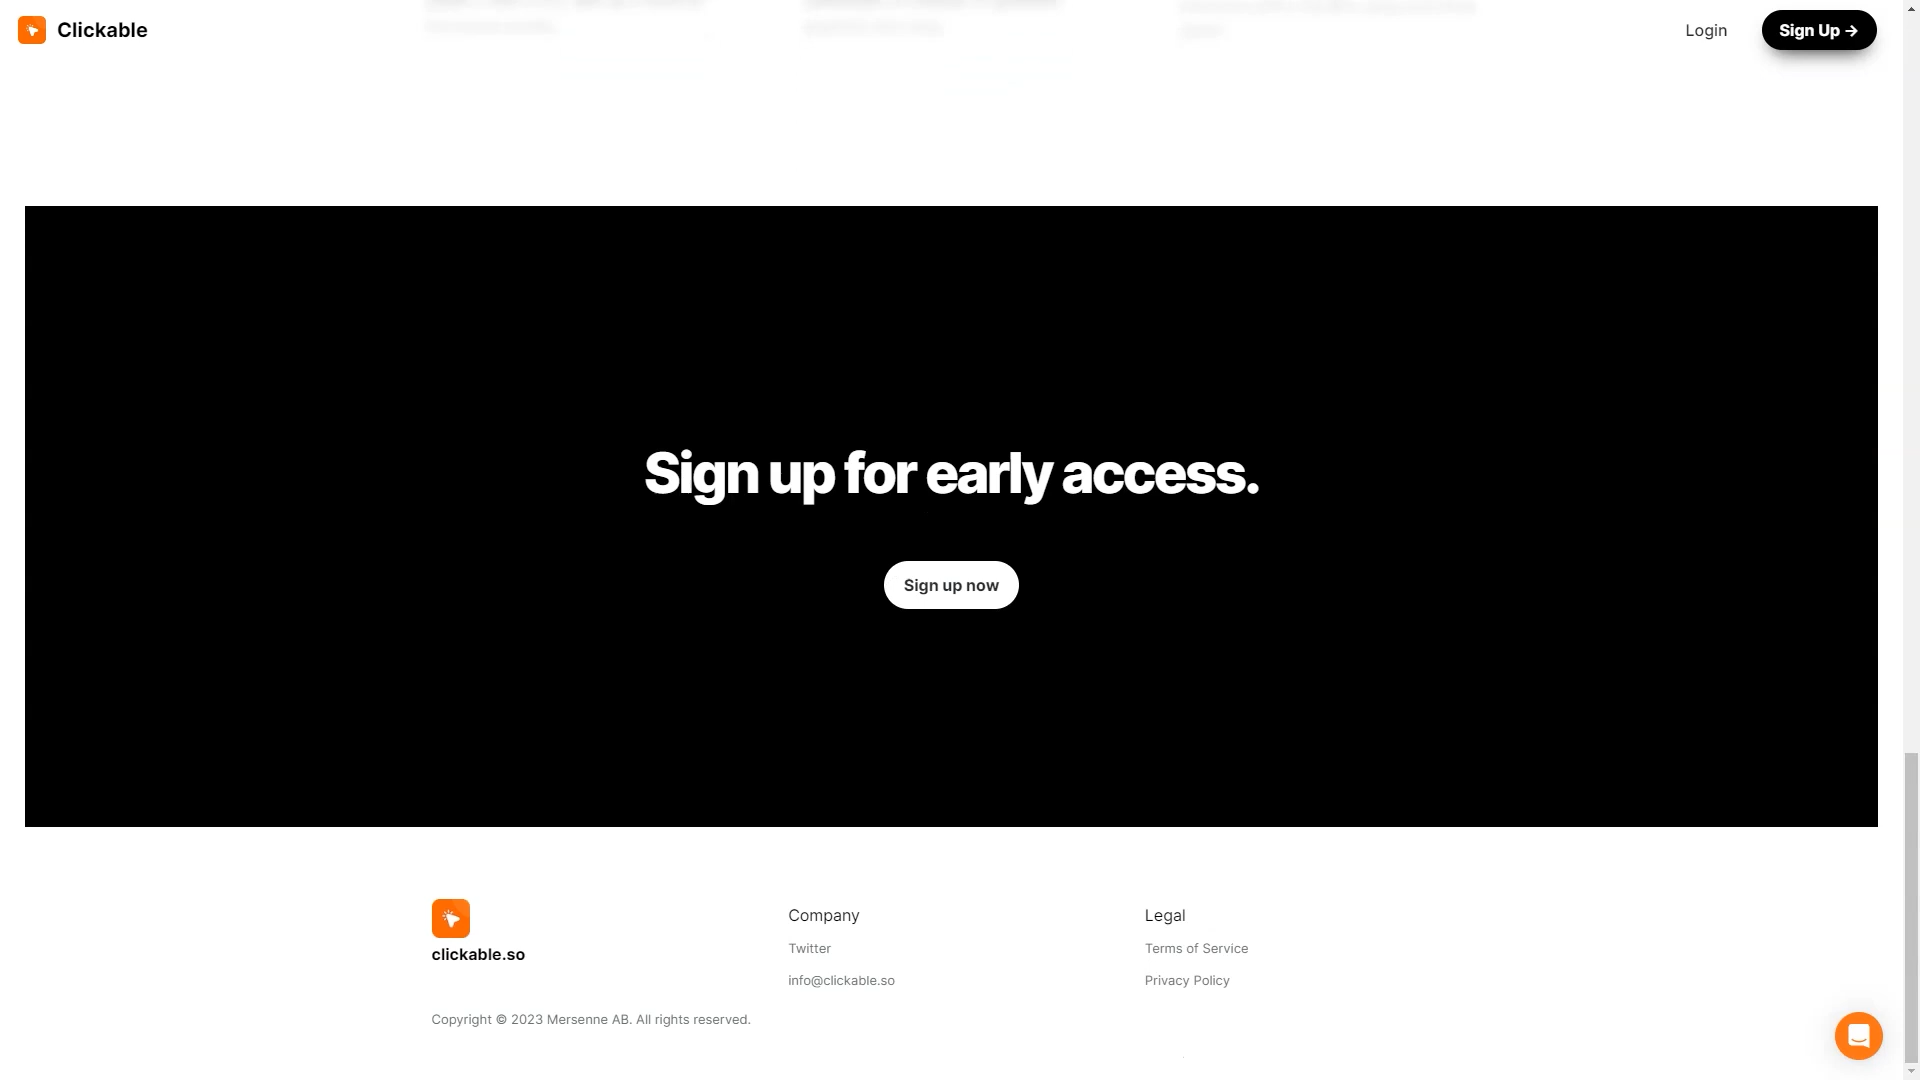 Clickable
Login
Sign Up →
Sign up for early access.
Sign up now
clickable.so
Company
Twitter
info@clickable.so
Legal
Terms of Service
Privacy Policy
Copyright © 2023 Mersenne AB. All rights reserved.